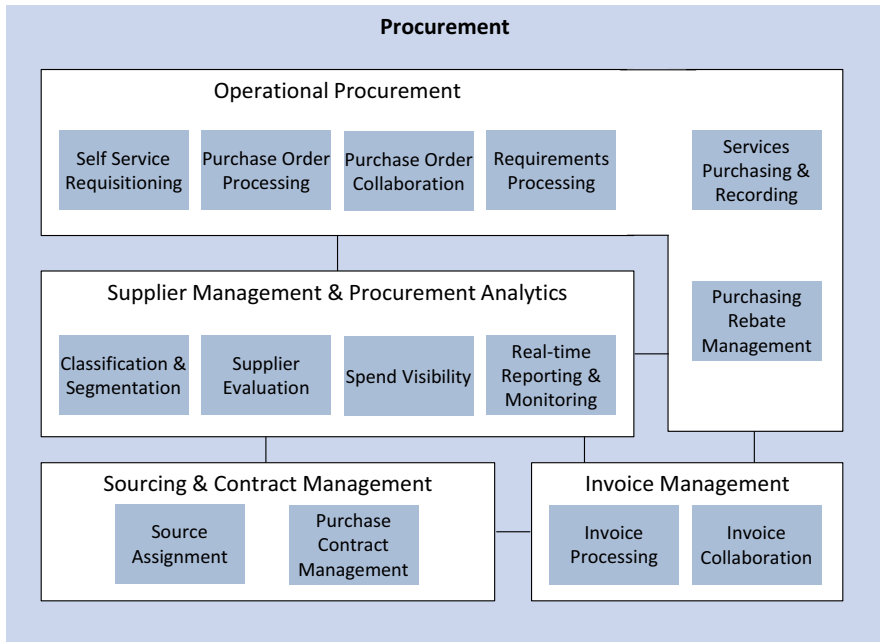 Procurement
Operational Procurement
Self Service
Requisitioning
Purchase Order
Processing
Purchase Order
Collaboration
Requirements
Processing
Services
Purchasing &
Recording
Supplier Management & Procurement Analytics
Purchasing
Rebate
Management
Classification &
Segmentation
Supplier
Evaluation
Spend Visibility
Real-time
Reporting &
Monitoring
Sourcing & Contract Management
Source
Assignment
Purchase
Contract
Management
Invoice Management
Invoice
Processing
Invoice
Collaboration